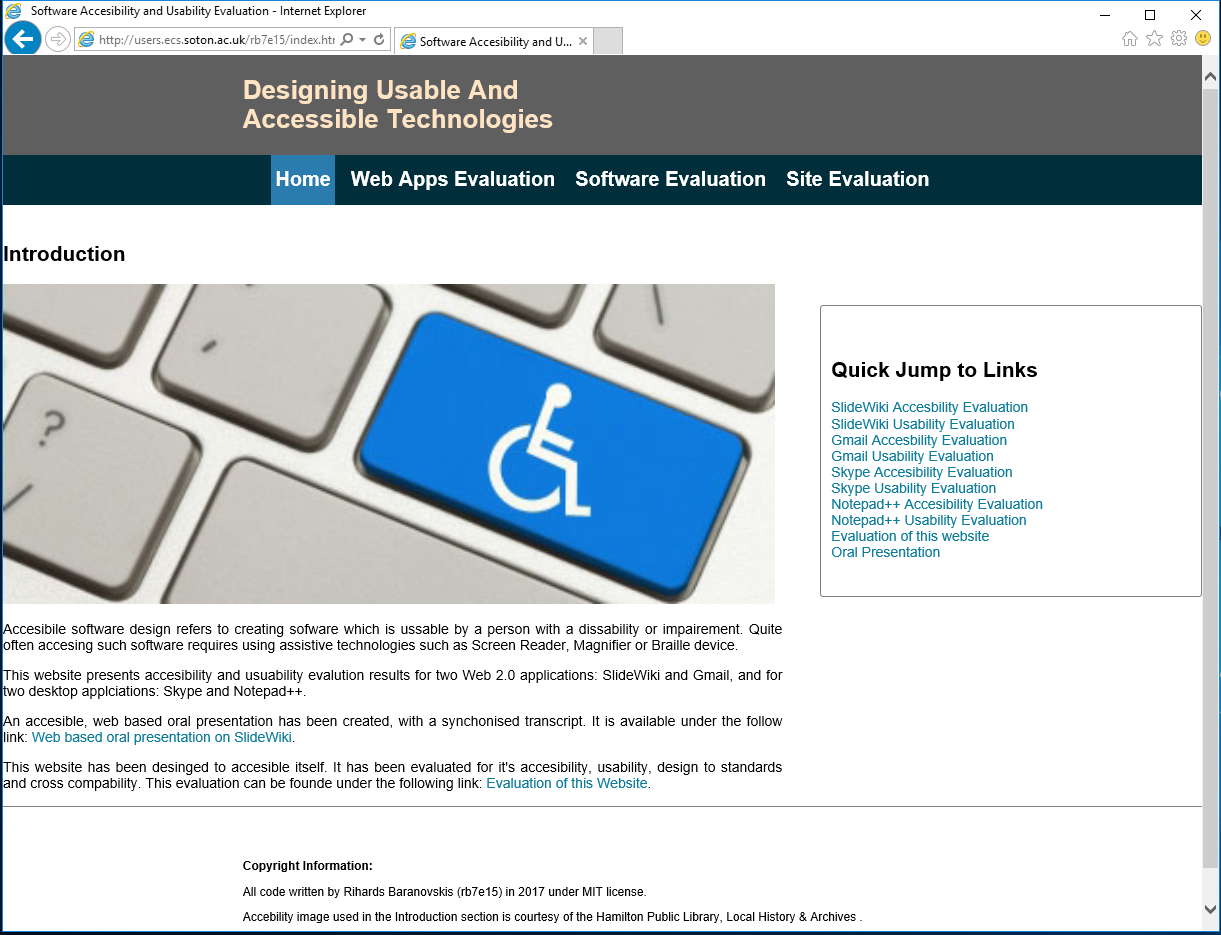 Software Accesibility and Usability Evaluation - Internet Explorer
http://users.ecs.soton.ac.uk/rb7e15/index.htm
Software Accesibility and U...
Designing Usable And
Accessible Technologies
Home Web Apps Evaluation Software Evaluation Site Evaluation
Introduction
?
Accesibile software design refers to creating sofware which is ussable by a person with a dissability or impairement. Quite
often accesing such software requires using assistive technologies such as Screen Reader, Magnifier or Braille device.
This website presents accesibility and usuability evalution results for two Web 2.0 applications: SlideWiki and Gmail, and for
two desktop applciations: Skype and Notepad++.
An accesible, web based oral presentation has been created, with a synchonised transcript. It is available under the follow
link: Web based oral presentation on SlideWiki.
This website has been desinged to accesible itself. It has been evaluated for it's accesibility, usability, design to standards
and cross compability. This evaluation can be founde under the following link: Evaluation of this Website.
Quick Jump to Links
SlideWiki Accesbility Evaluation
SlideWiki Usability Evaluation
Gmail Accesbility Evaluation
Gmail Usability Evaluation
Skype Accesibility Evaluation
Skype Usability Evaluation
Notepad++ Accesibility Evaluation
Notepad++ Usability Evaluation
Evaluation of this website
Oral Presentation
Copyright Information:
All code written by Rihards Baranovskis (rb7e15) in 2017 under MIT license.
Accebility image used in the Introduction section is courtesy of the Hamilton Public Library, Local History & Archives .